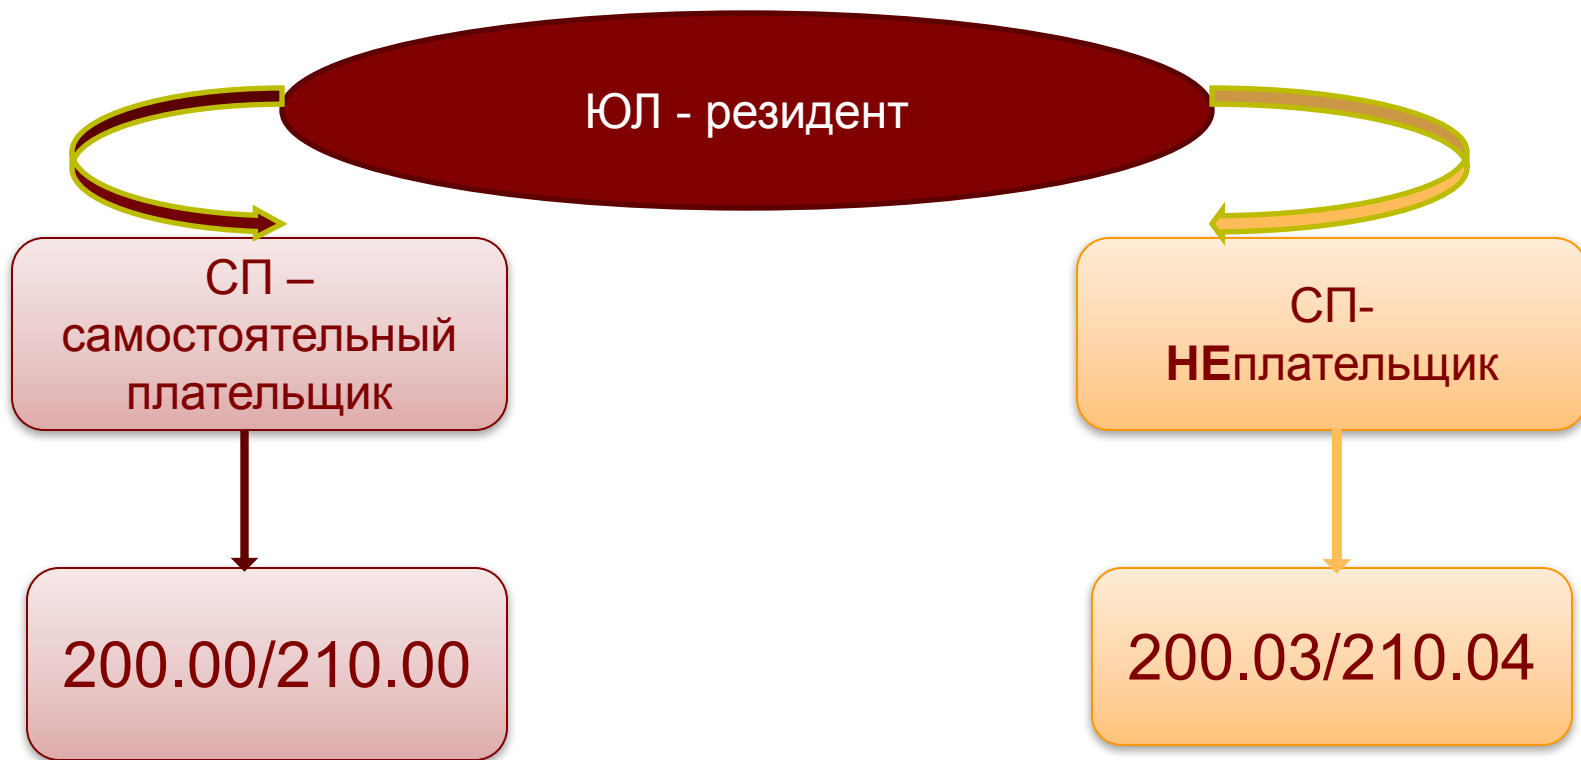 ЮЛ - резидент
СП –
самостоятельный
плательщик
СП-
НЕплательщик
200.00/210.00
200.03/210.04